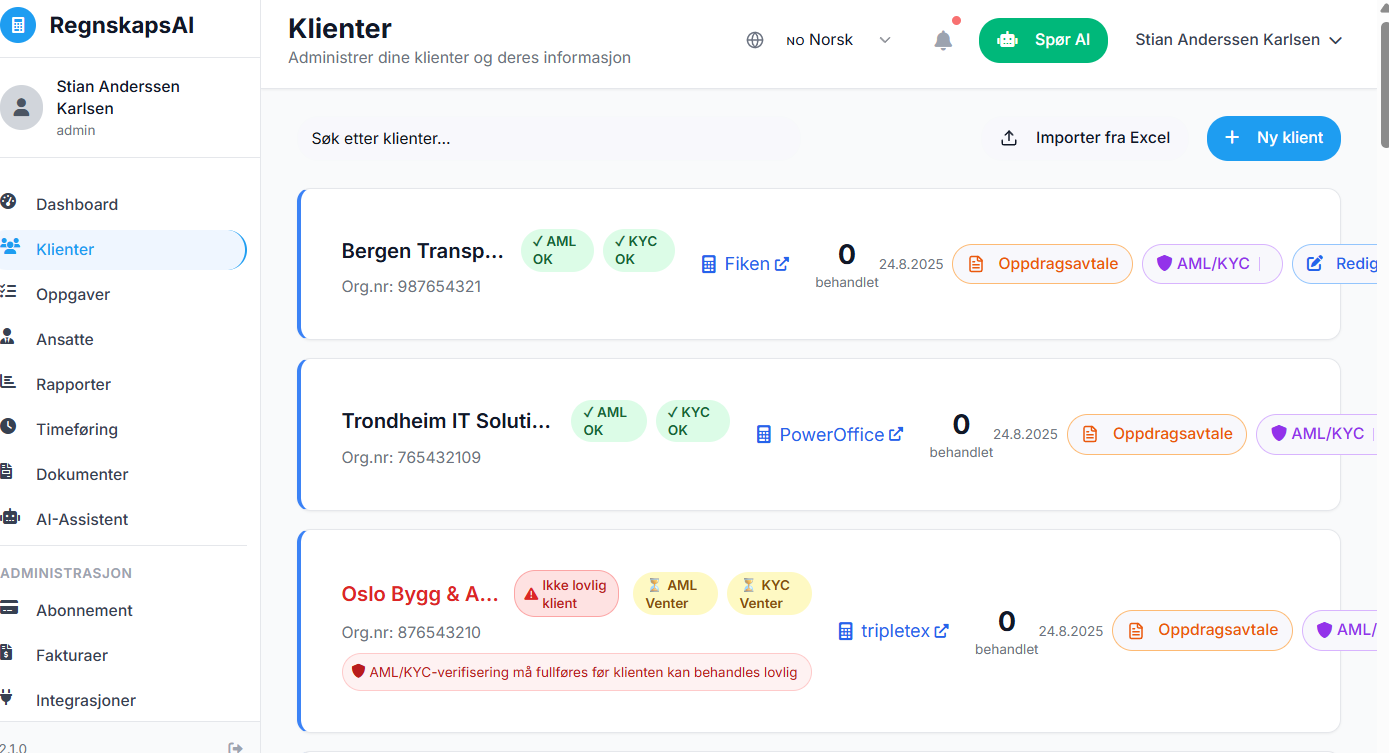 RegnskapsAI
Stian Anderssen
Karlsen
admin
Dashboard
Klienter
Oppgaver
Ansatte
Rapporter
Timeføring
Dokumenter
AI-Assistent
ADMINISTRASJON
Abonnement
Fakturaer
Integrasjoner
2.1.0
Klienter
Administrer dine klienter og deres informasjon
NO Norsk
Spør AI
Stian Anderssen Karlsen
Søk etter klienter...
Importer fra Excel
+ Ny klient
Bergen Transp...
✓ AML
OK
✓ KYC
OK
Org.nr: 987654321
Fiken
0
behandlet
24.8.2025
Oppdragsavtale
AML/KYC
Redig
Trondheim IT Soluti...
✓ AML
OK
✓ KYC
OK
Org.nr: 765432109
PowerOffice
0
behandlet
24.8.2025
Oppdragsavtale
AML/KYC
Oslo Bygg & A...
Ikke lovlig
klient
⏳ AML
Venter
⏳ KYC
Venter
Org.nr: 876543210
AML/KYC-verifisering må fullføres før klienten kan behandles lovlig
tripletex
0
behandlet
24.8.2025
Oppdragsavtale
AML/